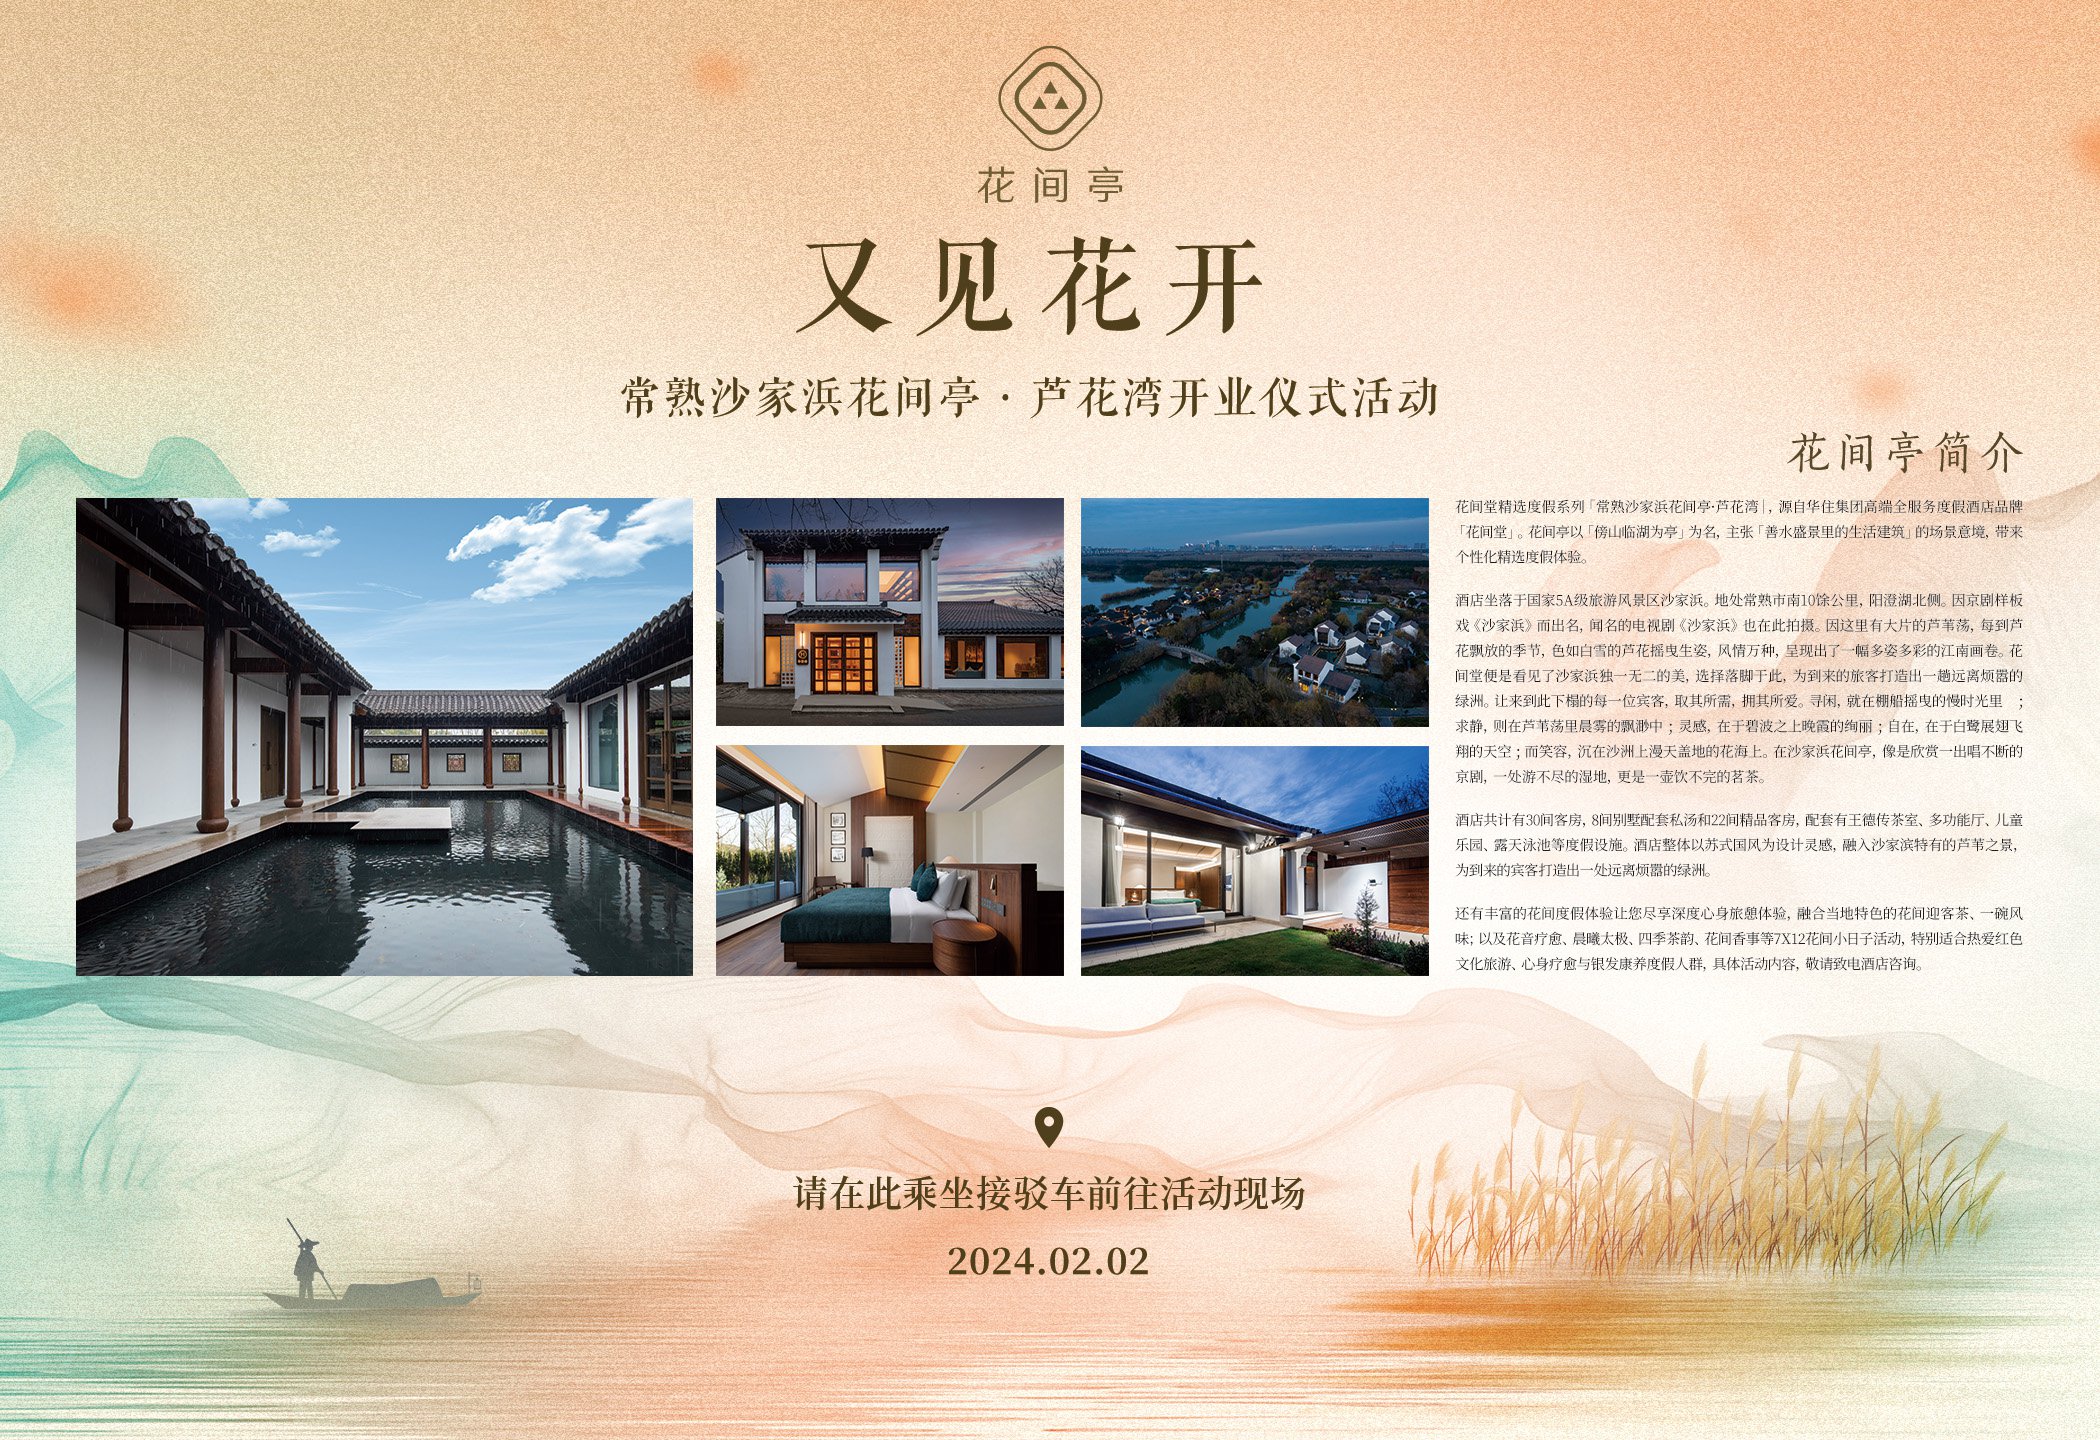 花间亭
又见花开
常熟沙家浜花间亭·芦花湾开业仪式活动
花间亭简介
花间堂精选度假系列「常熟沙家浜花间亭·芦花湾」，源自华住集团高端全服务度假酒店品牌
「花间堂」。花间亭以「傍山临湖为亭」为名，主张「善水盛景里的生活建筑」的场景意境，带来
个性化精选度假体验。
酒店坐落于国家5A级旅游风景区沙家浜。地处常熟市南10馀公里，阳澄湖北侧。因京剧样板
戏《沙家浜》而出名，闻名的电视剧《沙家浜》也在此拍摄。因这里有大片的芦苇荡，每到芦
花飘放的季节，色如白雪的芦花摇曳生姿，风情万种，呈现出了一幅多姿多彩的江南画卷。花
间堂便是看见了沙家浜独一无二的美，选择落脚于此，为到来的旅客打造出一趟远离烦嚣的
绿洲。让来到此下榻的每一位宾客，取其所需，拥其所爱。寻闲，就在棚船摇曳的慢时光里 ；
求静，则在芦苇荡里晨雾的飘渺中；灵感，在于碧波之上晚霞的绚丽；自在，在于白鹭展翅飞
翔的天空；而笑容，沉在沙洲上漫天盖地的花海上。在沙家浜花间亭，像是欣赏一出唱不断的
京剧，一处游不尽的湿地，更是一壶饮不完的茗茶。
酒店共计有30间客房，8间别墅配套私汤和22间精品客房，配套有王德传茶室、多功能厅、儿童
乐园、露天泳池等度假设施。酒店整体以苏式国风为设计灵感，融入沙家滨特有的芦苇之景，
为到来的宾客打造出一处远离烦嚣的绿洲。
还有丰富的花间度假体验让您尽享深度心身旅憩体验，融合当地特色的花间迎客茶、一碗风
味；以及花音疗愈、晨曦太极、四季茶韵、花间香事等7X12花间小日子活动，特别适合热爱红色
文化旅游、心身疗愈与银发康养度假人群，具体活动内容，敬请致电酒店咨询。
请在此乘坐接驳车前往活动现场
2024.02.02